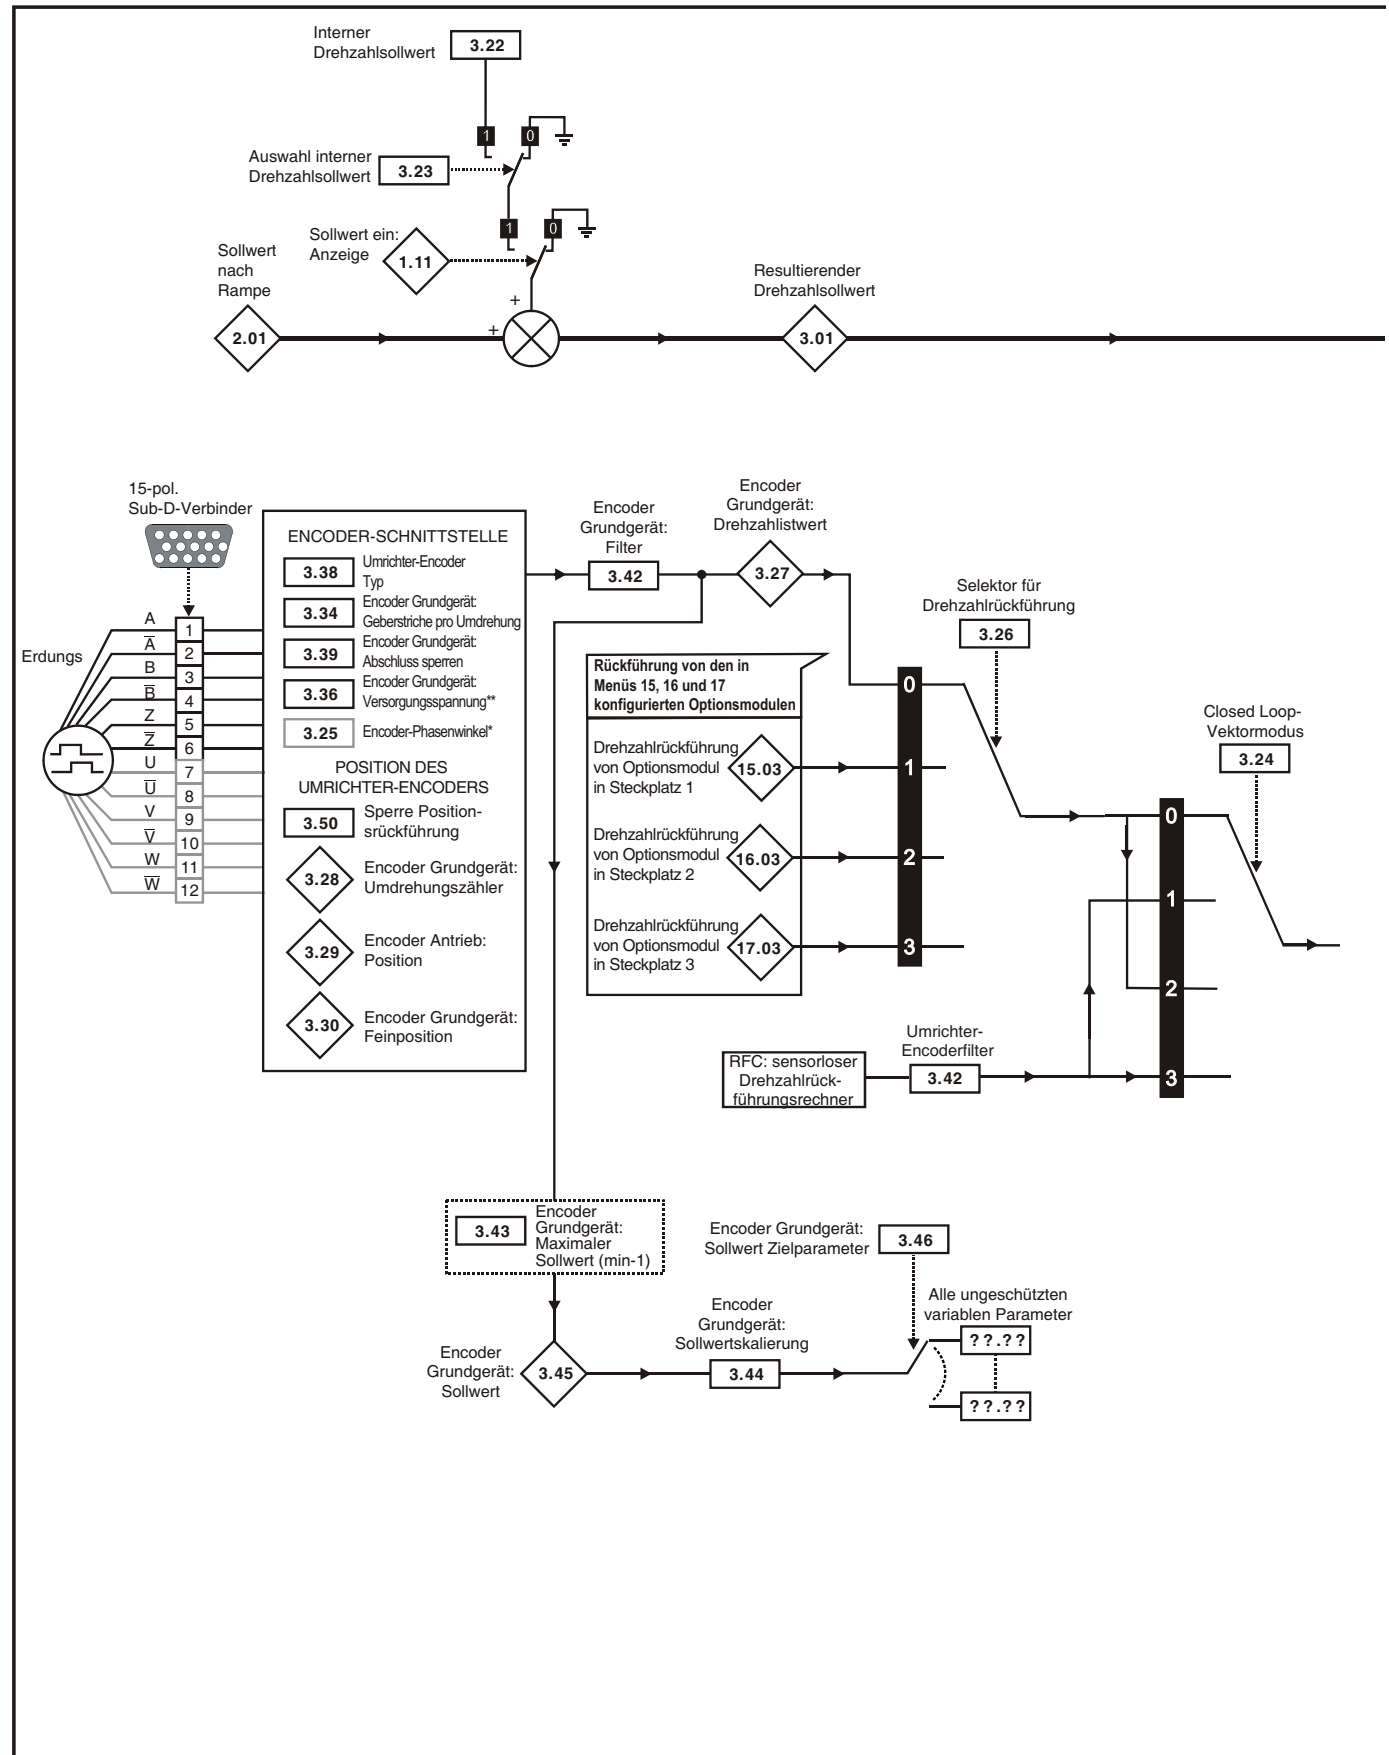 Interner
Drehzahlsollwert
3.22
1
0
Auswahl interner
Drehzahlsollwert
3.23
1
0
Sollwert ein:
Anzeige
1.11
Sollwert
nach
Rampe
2.01
+
+
Resultierender
Drehzahlsollwert
3.01
15-pol.
Sub-D-Verbinder
Erdungs
A
1
A̅
2
B
3
B̅
4
Z
5
Z̅
6
U
7
U̅
8
V
9
V̅
10
W
11
W̅
12
ENCODER-SCHNITTSTELLE
3.38
Umrichter-Encoder
Typ
3.34
Encoder Grundgerät:
Geberstriche pro Umdrehung
3.39
Encoder Grundgerät:
Abschluss sperren
3.36
Encoder Grundgerät:
Versorgungsspannung**
3.25
Encoder-Phasenwinkel*
POSITION DES
UMRICHTER-ENCODERS
3.50
Sperre Position-
srückführung
3.28
Encoder Grundgerät:
Umdrehungszähler
3.29
Encoder Antrieb:
Position
3.30
Encoder Grundgerät:
Feinposition
Encoder
Grundgerät:
Filter
3.42
Encoder
Grundgerät:
Drehzahlistwert
3.27
Rückführung von den in
Menüs 15, 16 und 17
konfigurierten Optionsmodulen
Drehzahlrückführung
von Optionsmodul
in Steckplatz 1
15.03
Drehzahlrückführung
von Optionsmodul
in Steckplatz 2
16.03
Drehzahlrückführung
von Optionsmodul
in Steckplatz 3
17.03
0
1
2
3
Selektor für
Drehzahlrückführung
3.26
Closed Loop-
Vektormodus
3.24
0
1
2
3
RFC: sensorloser
Drehzahlrück-
führungsrechner
Umrichter-
Encoderfilter
3.42
3.43
Encoder
Grundgerät:
Maximaler
Sollwert (min-1)
Encoder
Grundgerät:
Sollwert
3.45
Encoder
Grundgerät:
Sollwertskalierung
3.44
Encoder Grundgerät:
Sollwert Zielparameter
3.46
Alle ungeschützten
variablen Parameter
??.??
??.??